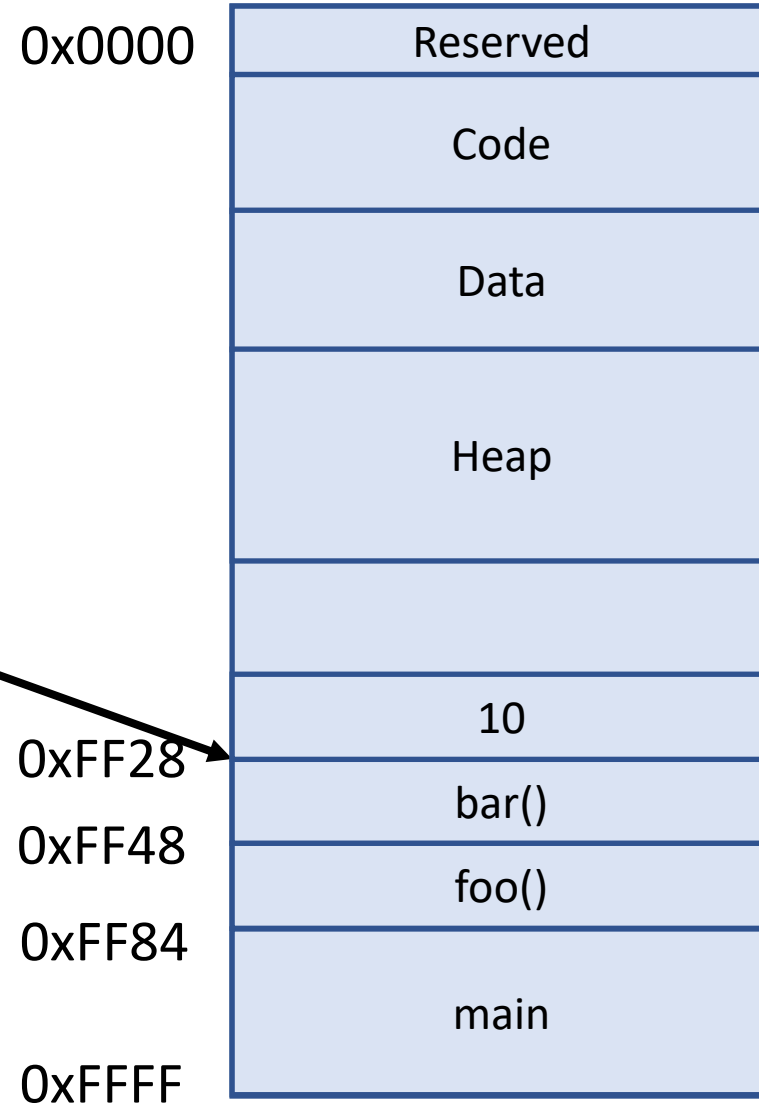 0x0000
Reserved
Code
Data
Heap
10
0xFF28
bar()
0xFF48
foo()
0xFF84
main
0xFFFF